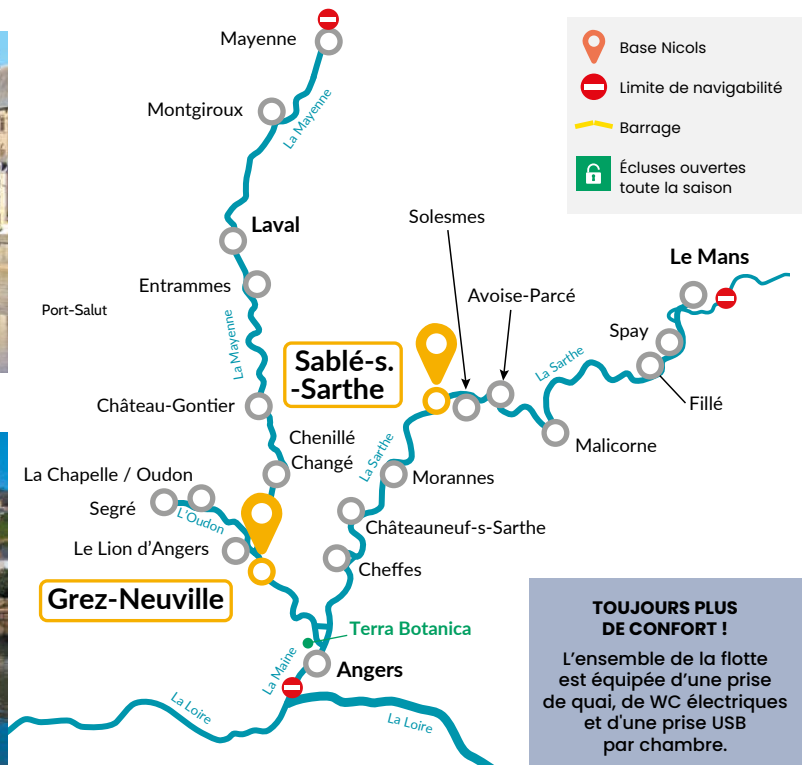 Mayenne
Montgiroux
La Mayenne
Laval
Entrammes
Port-Salut
La Mayenne
Château-Gontier
Chenillé
Changé
La Chapelle / Oudon
Segré
L'Oudon
Le Lion d'Angers
Grez-Neuville
Base Nicols
Limite de navigabilité
Barrage
Écluses ouvertes
toute la saison
Solesmes
Avoise-Parcé
Le Mans
Spay
La Sarthe
Fillé
Malicorne
Sablé-s.
-Sarthe
La Sarthe
Morannes
Châteauneuf-s-Sarthe
Cheffes
Terra Botanica
Angers
La Maine
La Loire
La Loire
TOUJOURS PLUS
DE CONFORT !
L'ensemble de la flotte
est équipée d'une prise
de quai, de WC électriques
et d'une prise USB
par chambre.